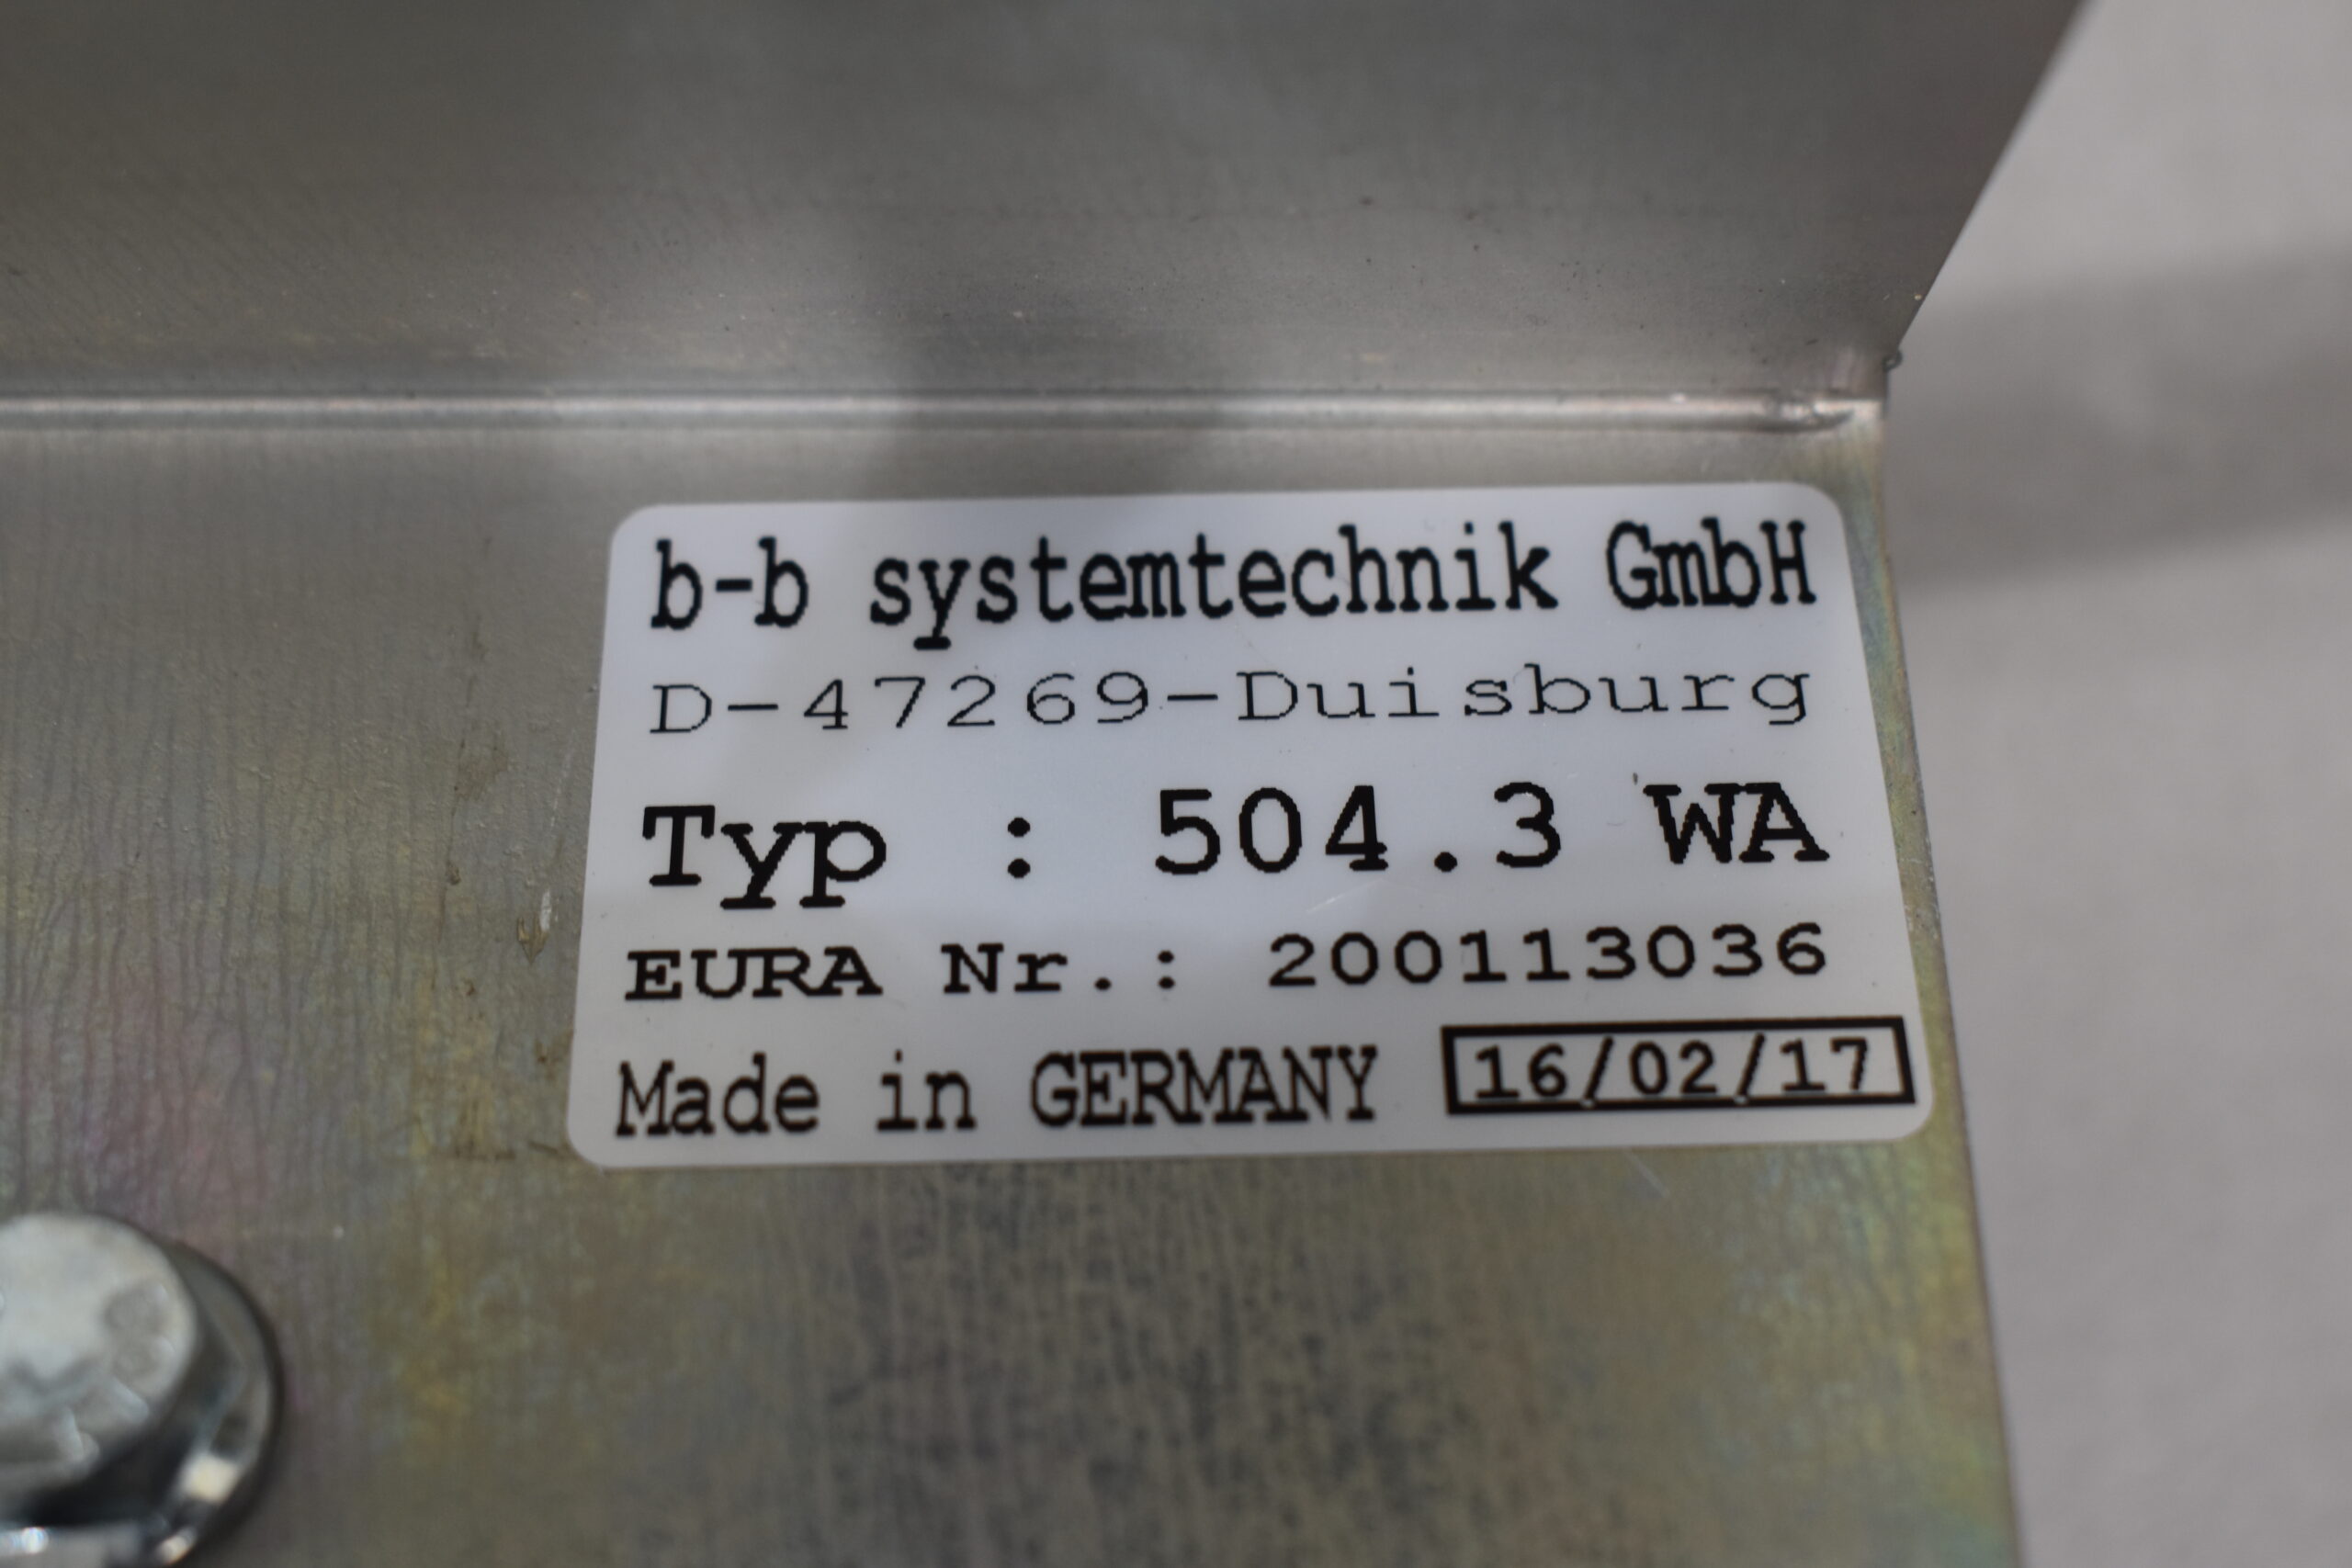 b-b systemtechnik GmbH
D-47269-Duisburg
Typ : 504.3 WA
EURA Nr.: 200113036
Made in GERMANY 16/02/17